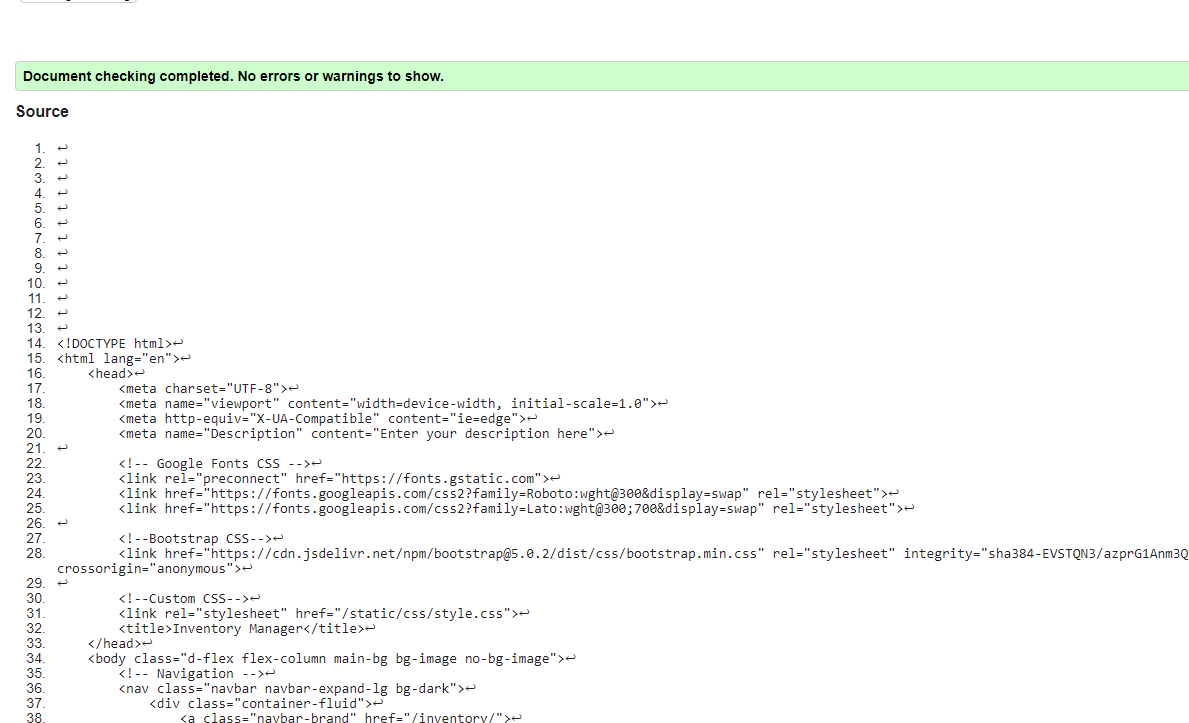 Document checking completed. No errors or warnings to show.
Source
1. ↩
2. ↩
3. ↩
4. ↩
5. ↩
6. ↩
7. ↩
8. ↩
9. ↩
10. ↩
11. ↩
12. ↩
13. ↩
14. <!DOCTYPE html>↩
15. <html lang="en">↩
16. <head>↩
17. <meta charset="UTF-8">↩
18. <meta name="viewport" content="width=device-width, initial-scale=1.0">↩
19. <meta http-equiv="X-UA-Compatible" content="ie=edge">↩
20. <meta name="Description" content="Enter your description here">↩
21. ↩
22. <!-- Google Fonts CSS -->↩
23. <link rel="preconnect" href="https://fonts.gstatic.com">↩
24. <link href="https://fonts.googleapis.com/css2?family=Roboto:wght@300&display=swap" rel="stylesheet">↩
25. <link href="https://fonts.googleapis.com/css2?family=Lato:wght@300;700&display=swap" rel="stylesheet">↩
26. ↩
27. <!--Bootstrap CSS-->↩
28. <link href="https://cdn.jsdelivr.net/npm/bootstrap@5.0.2/dist/css/bootstrap.min.css" rel="stylesheet" integrity="sha384-EVSTQN3/azprG1Anm3Q
crossorigin="anonymous">↩
29. ↩
30. <!--Custom CSS-->↩
31. <link rel="stylesheet" href="/static/css/style.css">↩
32. <title>Inventory Manager</title>↩
33. </head>↩
34. <body class="d-flex flex-column main-bg bg-image no-bg-image">↩
35. <!-- Navigation -->↩
36. <nav class="navbar navbar-expand-lg bg-dark">↩
37. <div class="container-fluid">↩
38. <a class="navbar-brand" href="/inventory/">↩